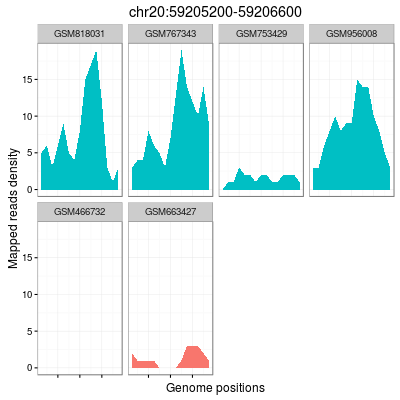 chr20:59205200-59206600
GSM818031 GSM767343 GSM753429 GSM956008
15
10
5
0
GSM466732 GSM663427
15
10
5
0
Mapped reads density
Genome positions